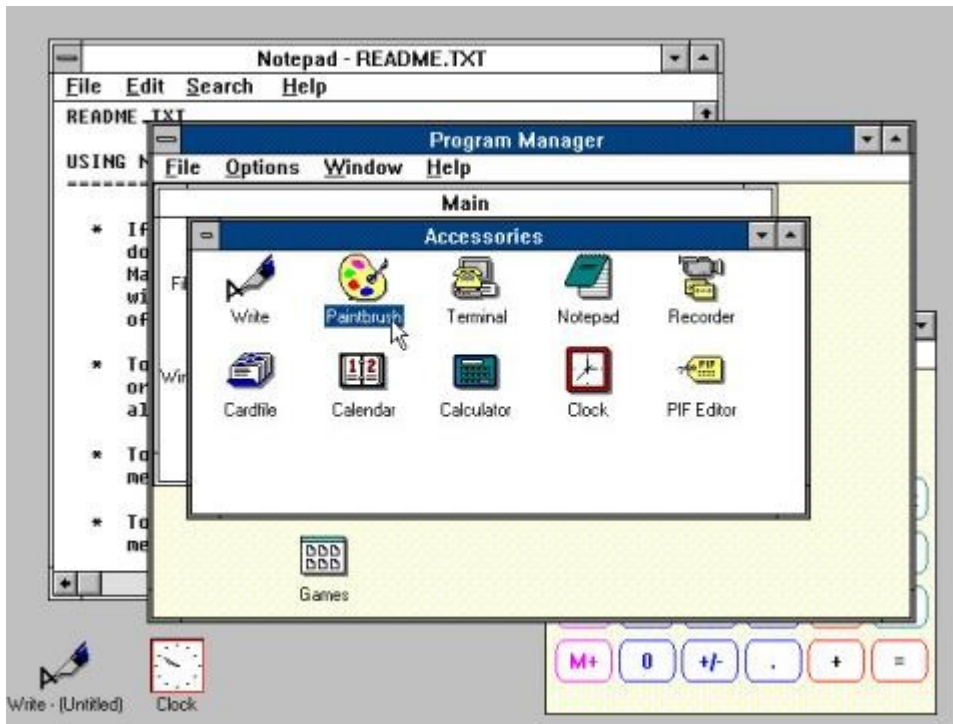 Notepad - README.TXT
File Edit Search Help
README.TXT
USING
*
If
do
Ma
wi
of
*
To
or
al
*
To
me
*
To
me
Program Manager
File Options Window Help
Main
Accessories
Write Paintbrush Terminal Notepad Recorder
Cardfile Calendar Calculator Clock PIF Editor
Games
M+ 0 +/- . + =
Write - (Untitled) Clock